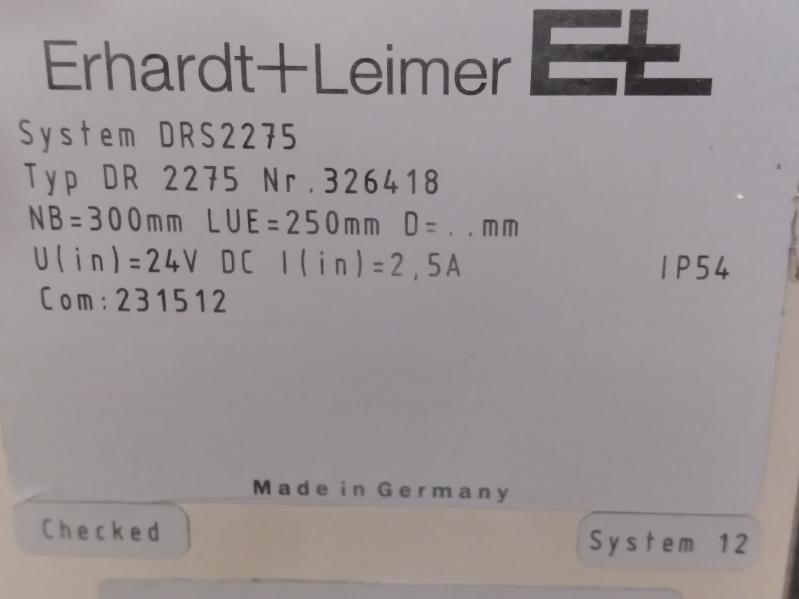 Erhardt+Leimer E+L
System DRS2275
Typ DR 2275 Nr.326418
NB=300mm LUE=250mm D=..mm
U(in)=24V DC I(in)=2,5A IP54
Com:231512
Made in Germany
Checked
System 12